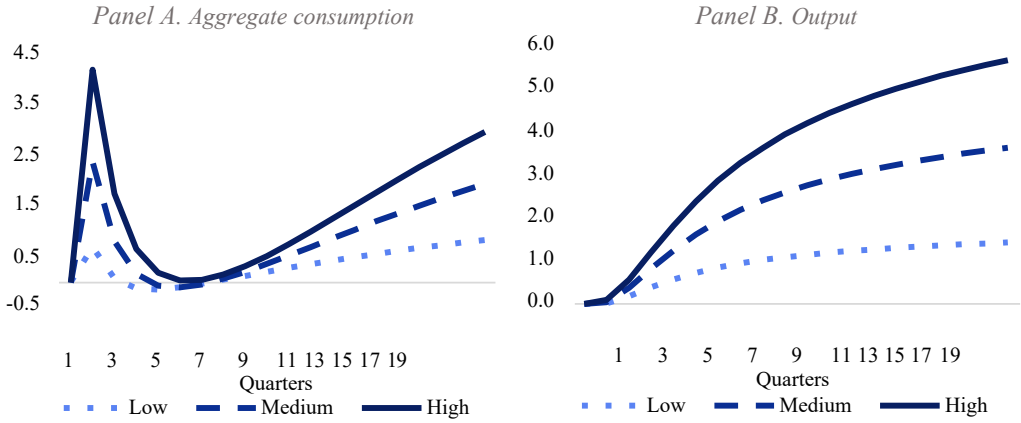 Panel A. Aggregate consumption
4.5
3.5
2.5
1.5
0.5
-0.5
1 3 5 7 9 11 13 15 17 19
Quarters
Low Medium High
Panel B. Output
6.0
5.0
4.0
3.0
2.0
1.0
0.0
1 3 5 7 9 11 13 15 17 19
Quarters
Low Medium High